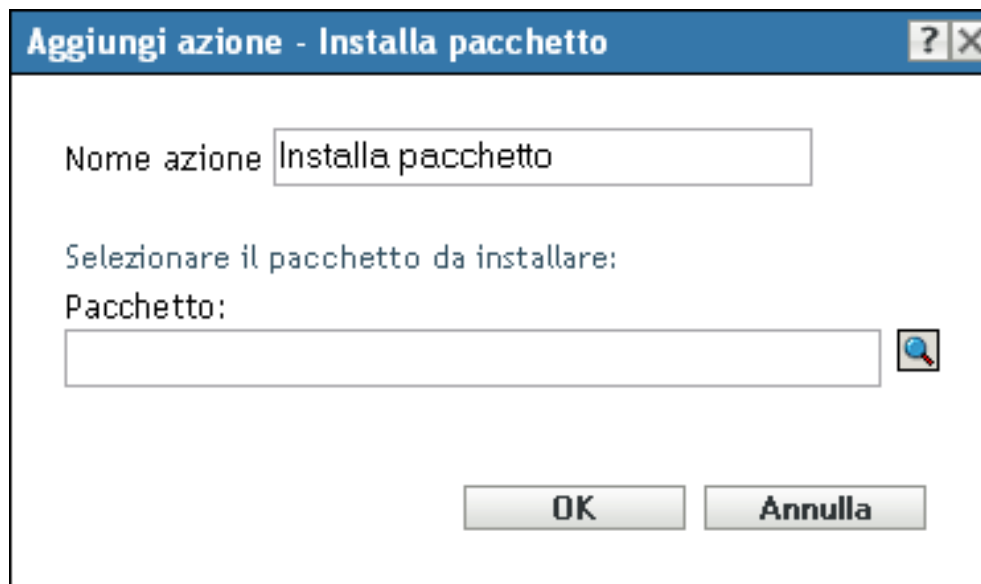 Aggiungi azione - Installa pacchetto ?
Nome azione Installa pacchetto
Selezionare il pacchetto da installare:
Pacchetto:
OK Annulla